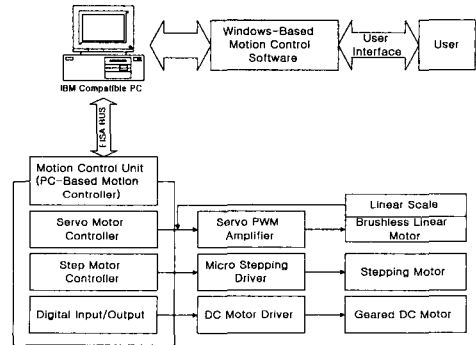 Windows-Based
Motion Control
Software
User
Interface
User
IBM Compatible PC
EISA BUS
Motion Control Unit
(PC-Based Motion
Controller)
Linear Scale
Servo Motor
Controller
Servo PWM
Amplifier
Brushless Linear
Motor
Step Motor
Controller
Micro Stepping
Driver
Stepping Motor
Digital Input/Output
DC Motor Driver
Geared DC Motor